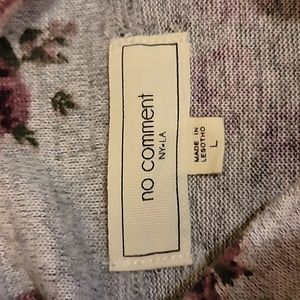 no comment
NY•LA
MADE IN
LESOTHO
L